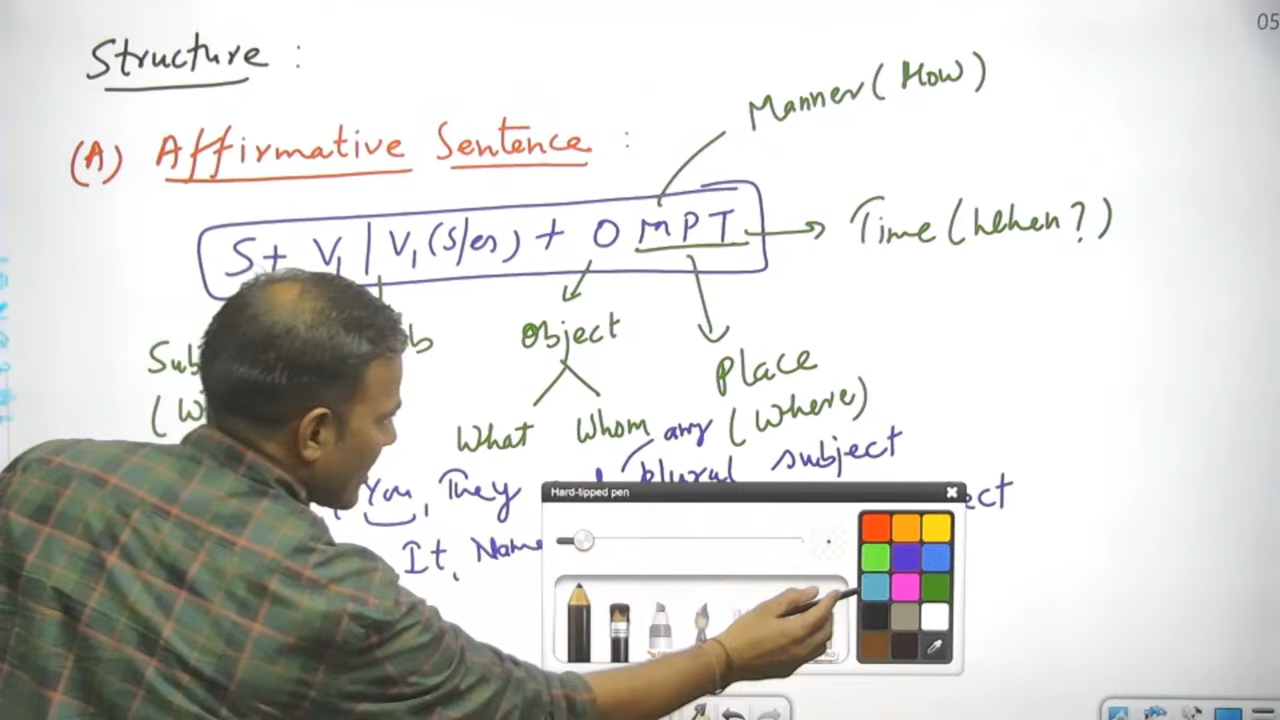 05
Structure :
Manner (How)
(A) Affirmative Sentence :
S + V1 | V1 (s/es) + O MPT
Time (When?)
Object
Place
What Whom any (Where)
You, They plural subject
It, Name
Hard-tipped pen